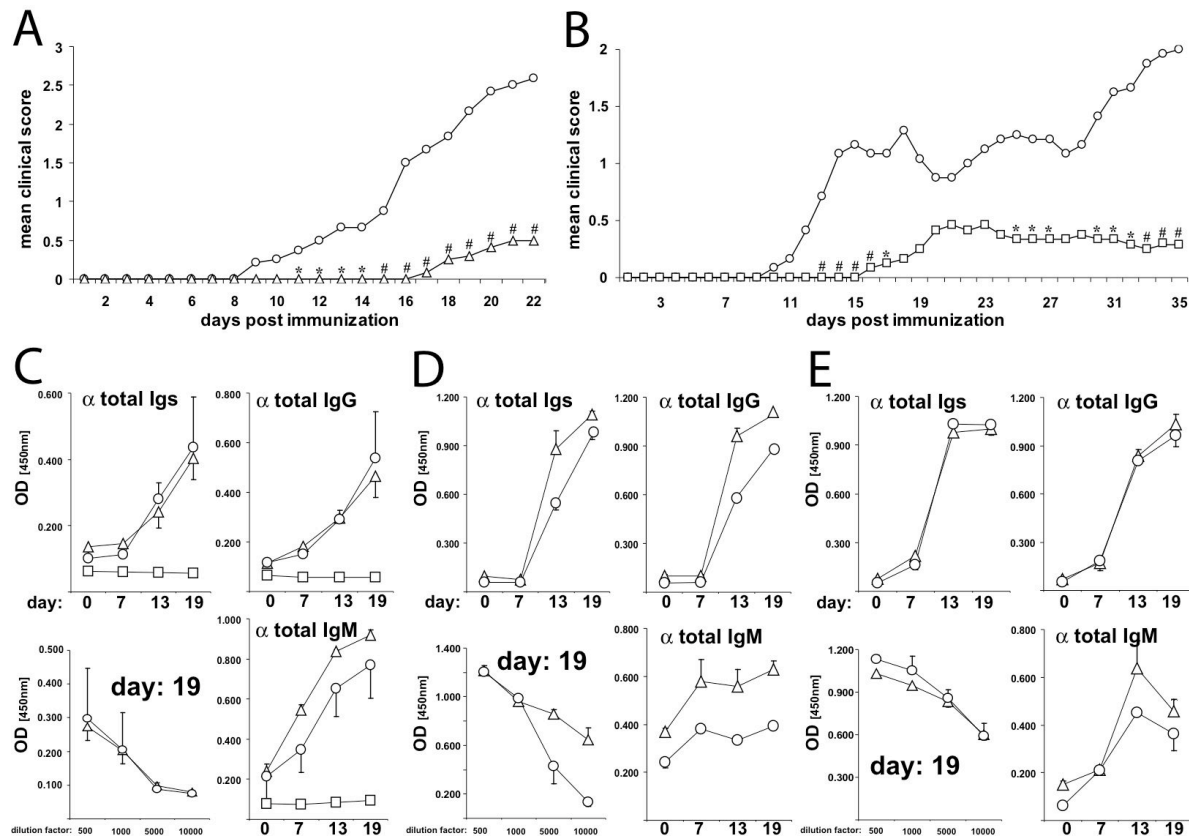 A
B
3
2.5
2
1.5
1
0.5
0
mean clinical score
* * * * # # # # # # # #
2 4 6 8 10 12 14 16 18 20 22
days post immunization
2
1.5
1
0.5
0
mean clinical score
# # # # * * * * * * * # # #
3 7 11 15 19 23 27 31 35
days post immunization
C
D
E
α total Igs
0.600
0.400
0.200
OD [450nm]
day: 0 7 13 19
α total IgG
0.800
0.600
0.400
0.200
0 7 13 19
α total Igs
1.200
0.900
0.600
0.300
OD [450nm]
day: 0 7 13 19
α total IgG
1.200
0.900
0.600
0.300
0 7 13 19
α total Igs
1.200
0.900
0.600
0.300
OD [450nm]
day: 0 7 13 19
α total IgG
1.200
0.900
0.600
0.300
0 7 13 19
day: 19
0.500
0.400
0.300
0.200
0.100
OD [450nm]
dilution factor: 500 1000 5000 10000
α total IgM
1.000
0.800
0.600
0.400
0.200
0 7 13 19
day: 19
1.400
1.000
0.600
0.200
OD [450nm]
dilution factor: 500 1000 5000 10000
α total IgM
0.800
0.600
0.400
0.200
0 7 13 19
1.200
0.900
0.600
0.300
OD [450nm]
day: 19
dilution factor: 500 1000 5000 10000
α total IgM
0.800
0.600
0.400
0.200
0
0 7 13 19